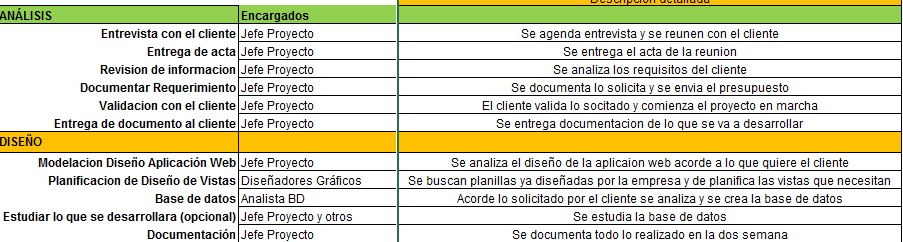 Descripcion detallada
ANÁLISIS Encargados
Entrevista con el cliente Jefe Proyecto Se agenda entrevista y se reunen con el cliente
Entrega de acta Jefe Proyecto Se entrega el acta de la reunion
Revision de informacion Jefe Proyecto Se analiza los requisitos del cliente
Documentar Requerimiento Jefe Proyecto Se documenta lo solicita y se envia el presupuesto
Validacion con el cliente Jefe Proyecto El cliente valida lo socitado y comienza el proyecto en marcha
Entrega de documento al cliente Jefe Proyecto Se entrega documentacion de lo que se va a desarrollar
DISEÑO
Modelacion Diseño Aplicación Web Jefe Proyecto Se analiza el diseño de la aplicaion web acorde a lo que quiere el cliente
Planificacion de Diseño de Vistas Diseñadores Gráficos Se buscan planillas ya diseñadas por la empresa y de planifica las vistas que necesitan
Base de datos Analista BD Acorde lo solicitado por el cliente se analiza y se crea la base de datos
Estudiar lo que se desarrollara (opcional) Jefe Proyecto y otros Se estudia la base de datos
Documentación Jefe Proyecto Se documenta todo lo realizado en la dos semana